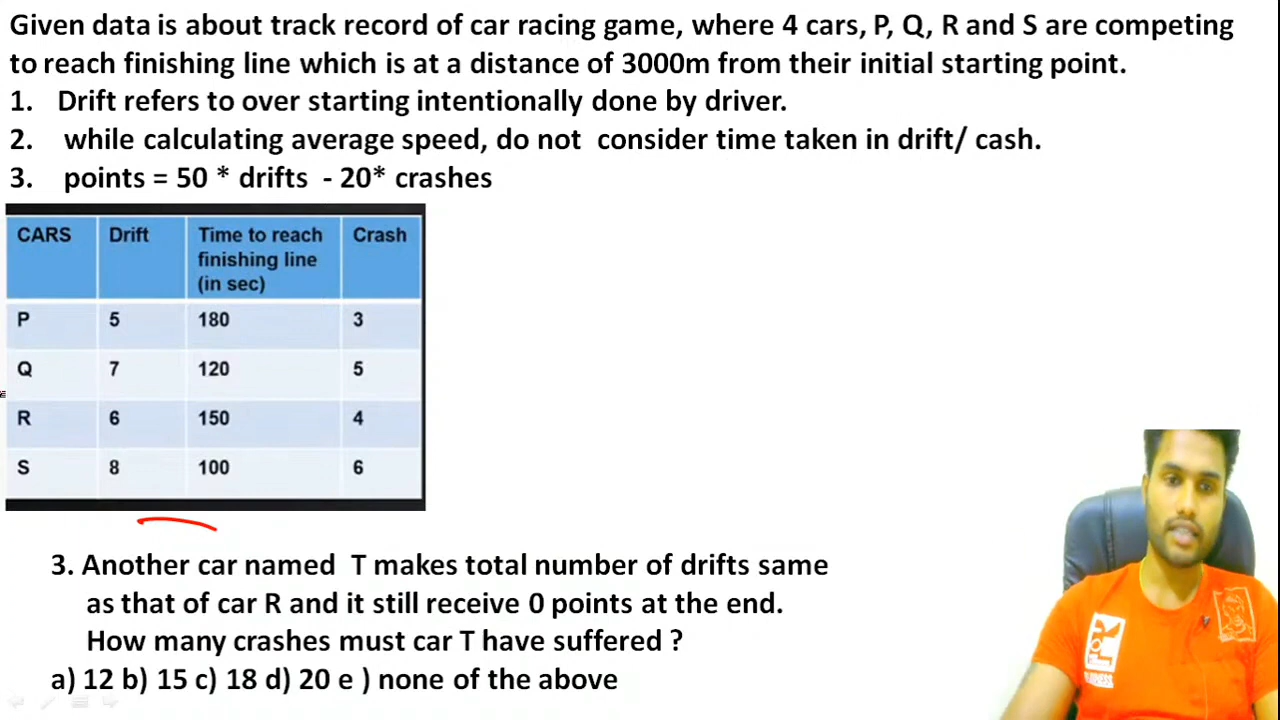 Given data is about track record of car racing game, where 4 cars, P, Q, R and S are competing
to reach finishing line which is at a distance of 3000m from their initial starting point.
1. Drift refers to over starting intentionally done by driver.
2. while calculating average speed, do not consider time taken in drift/ cash.
3. points = 50 * drifts - 20* crashes
CARS Drift Time to reach finishing line (in sec) Crash
P 5 180 3
Q 7 120 5
R 6 150 4
S 8 100 6
3. Another car named T makes total number of drifts same
as that of car R and it still receive 0 points at the end.
How many crashes must car T have suffered ?
a) 12 b) 15 c) 18 d) 20 e ) none of the above